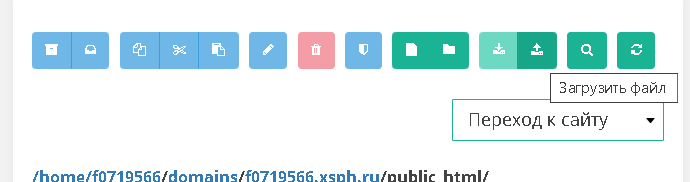 Загрузить файл
Переход к сайту
/home/f0719566/domains/f0719566.xsph.ru/public_html/